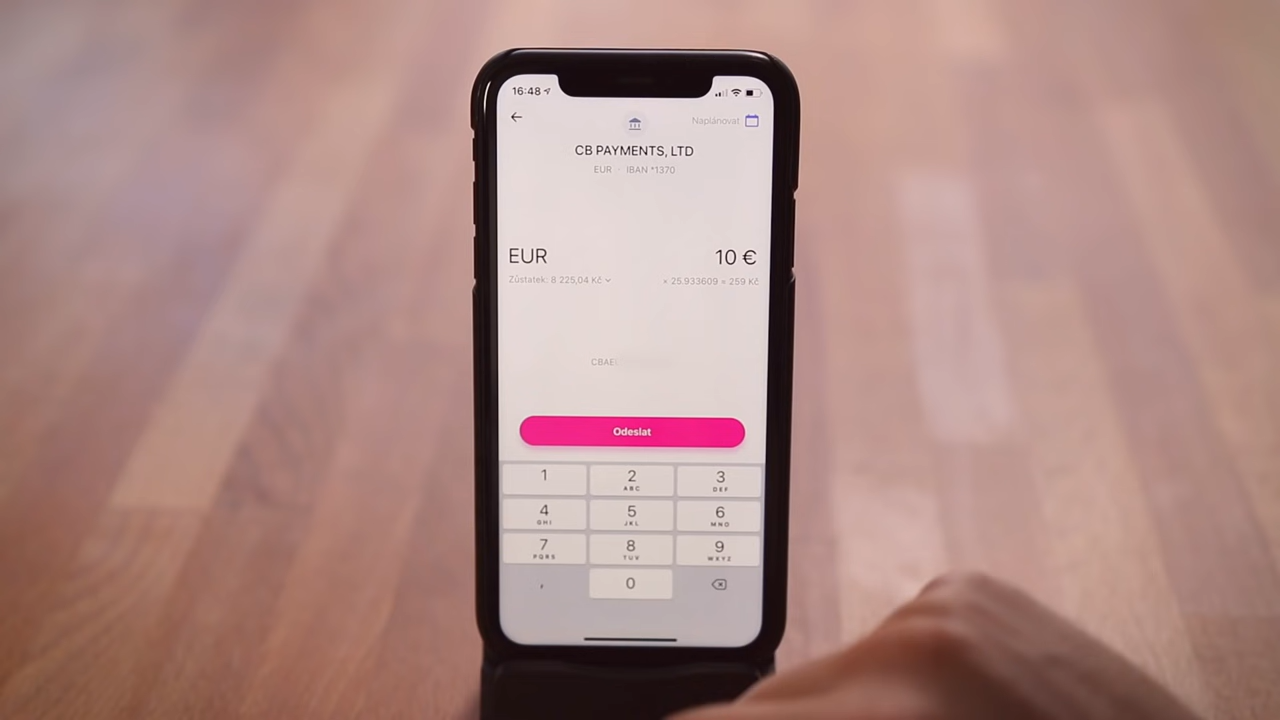 16:48
Naplánovat
CB PAYMENTS, LTD
EUR · IBAN *1370
EUR 10 €
Zůstatek: 8 225,04 Kč × 25.933609 = 259 Kč
CBAE
Odeslat
1 2 3
ABC DEF
4 5 6
GHI JKL MNO
7 8 9
PQRS TUV WXYZ
, 0